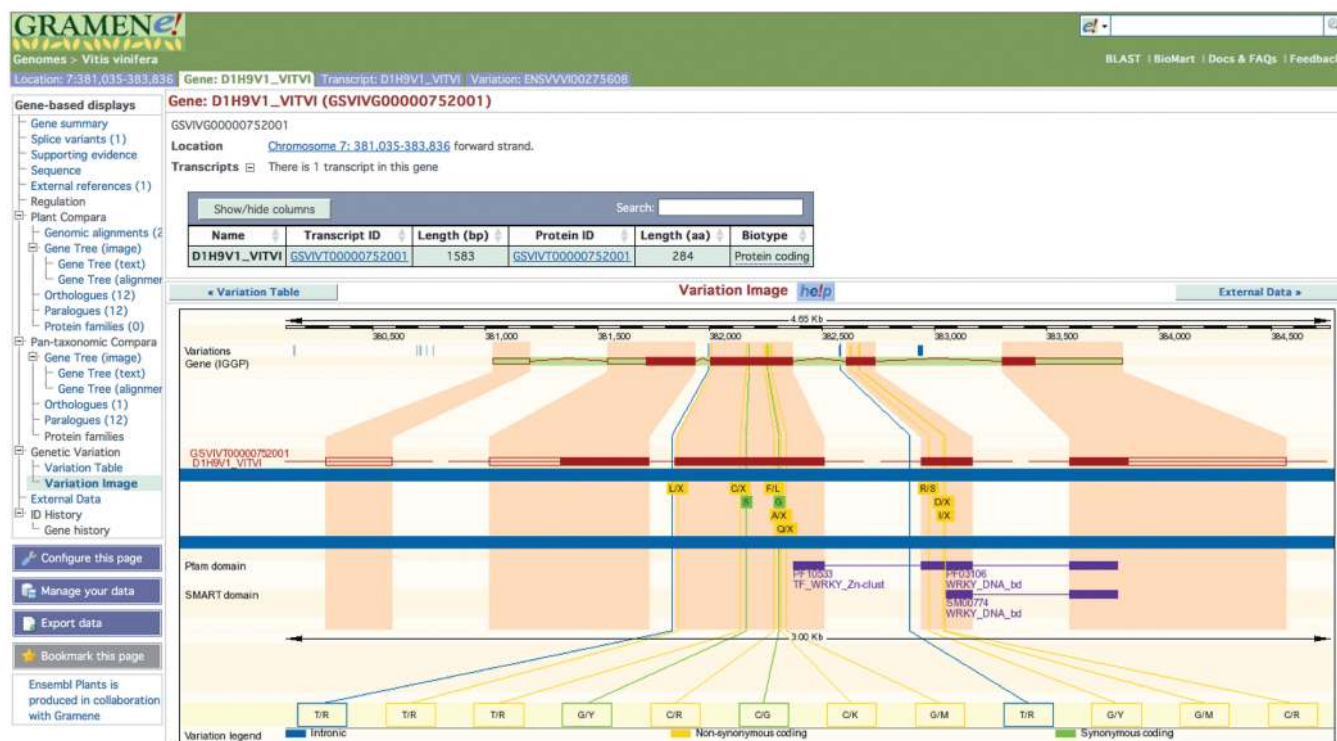 GRAMENE!
e!
Genomes > Vitis vinifera
BLAST | BioMart | Docs & FAQs | Feedback
Location: 7:381,035-383,836 Gene: D1H9V1_VITVI Transcript: D1H9V1_VITVI Variation: ENSVVVI00275608
Gene-based displays
Gene summary
Splice variants (1)
Supporting evidence
Sequence
External references (1)
Regulation
Plant Compara
Genomic alignments (2
Gene Tree (image)
Gene Tree (text)
Gene Tree (alignmer
Orthologues (12)
Paralogues (12)
Protein families (0)
Pan-taxonomic Compara
Gene Tree (image)
Gene Tree (text)
Gene Tree (alignmer
Orthologues (1)
Paralogues (12)
Protein families
Genetic Variation
Variation Table
Variation Image
External Data
ID History
Gene history
Configure this page
Manage your data
Export data
Bookmark this page
Ensembl Plants is
produced in collaboration
with Gramene
Gene: D1H9V1_VITVI (GSVIVG00000752001)
GSVIVG00000752001
Location Chromosome 7: 381,035-383,836 forward strand.
Transcripts There is 1 transcript in this gene
Show/hide columns Search:
Name Transcript ID Length (bp) Protein ID Length (aa) Biotype
D1H9V1_VITVI GSVIVT00000752001 1583 GSVIVT00000752001 284 Protein coding
« Variation Table Variation Image help External Data »
4.65 Kb
380,500 381,000 381,500 382,000 382,500 383,000 383,500 384,000 384,500
Variations
Gene (IGGP)
GSVIVT00000752001
D1H9V1_VITVI
L/X C/X F/L R/S
S G D/X
A/X I/X
Q/X
Pfam domain
PF10533 PF03106
TF_WRKY_Zn-clust WRKY_DNA_bd
SMART domain
SM00774
WRKY_DNA_bd
3.00 Kb
T/R T/R T/R G/Y C/R C/G C/K G/M T/R G/Y G/M C/R
Variation legend Intronic Non-synonymous coding Synonymous coding